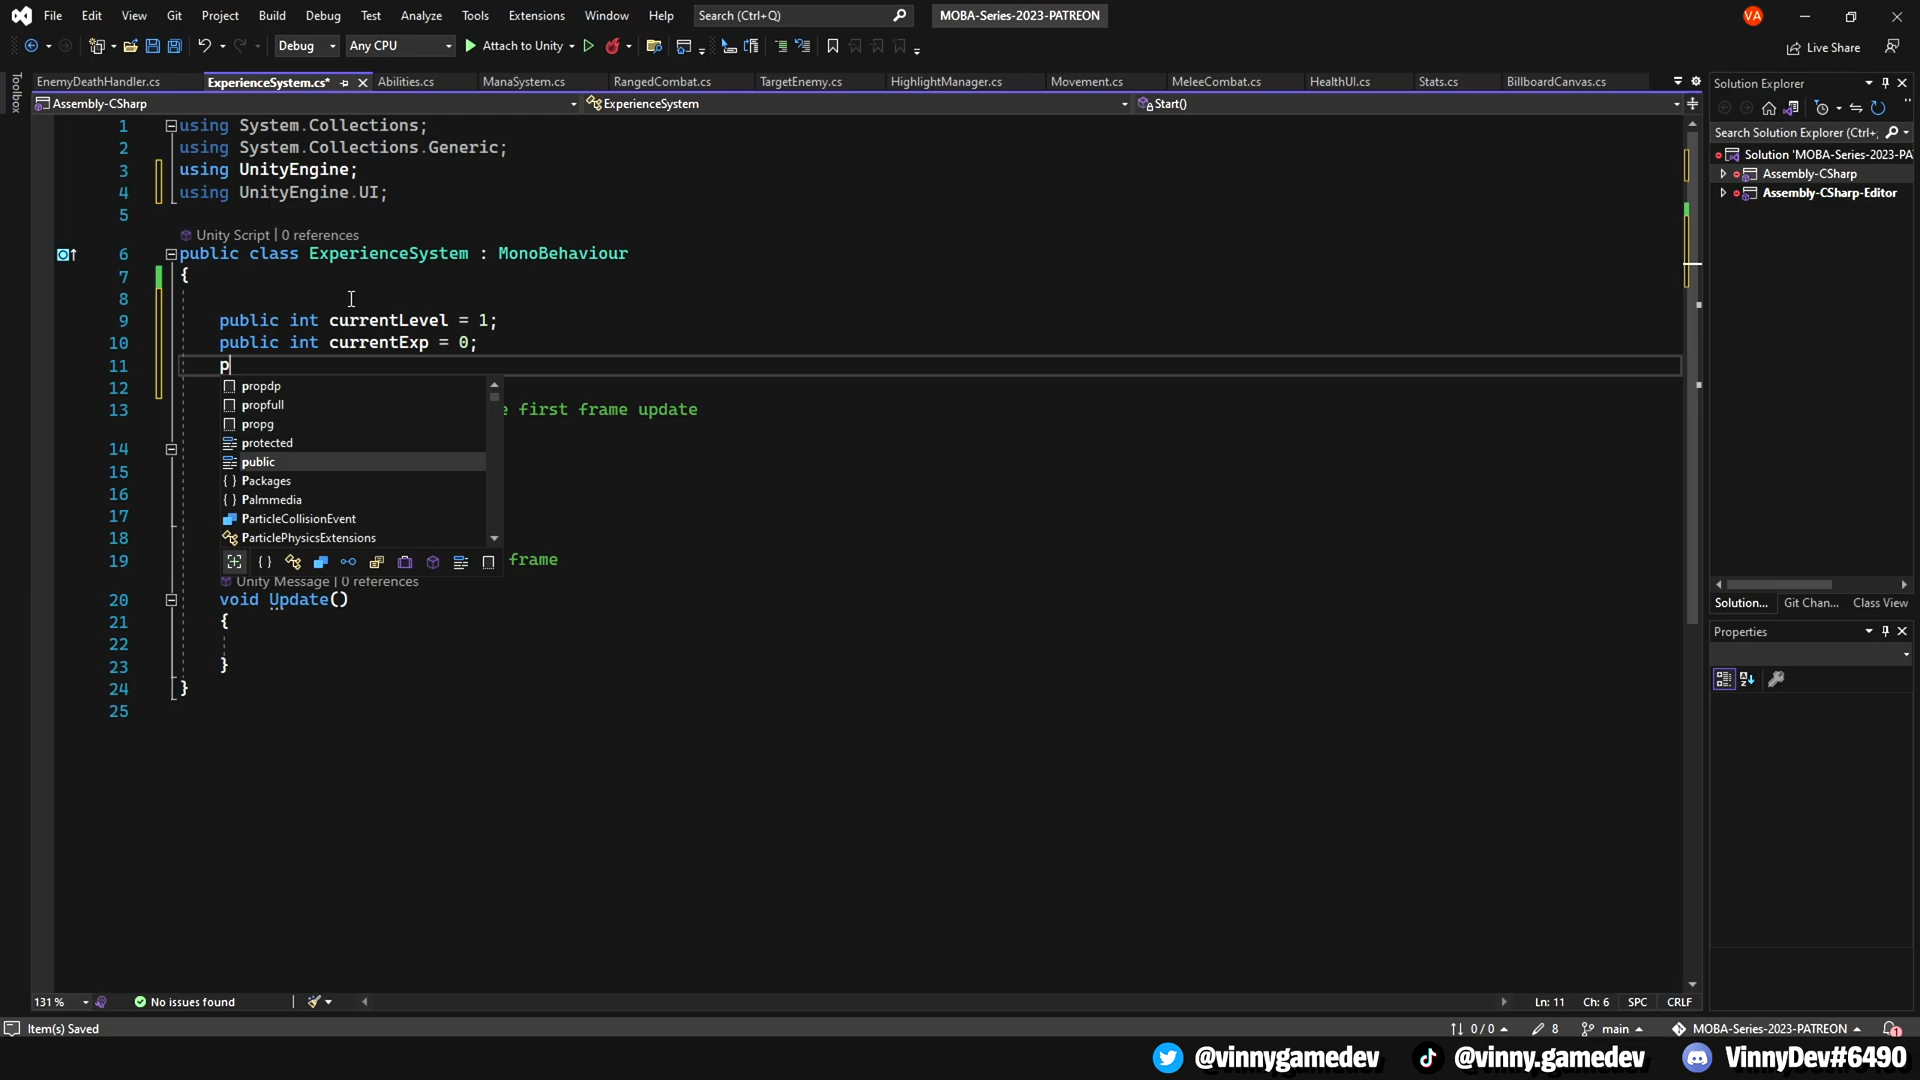 File Edit View Git Project Build Debug Test Analyze Tools Extensions Window Help Search (Ctrl+Q) MOBA-Series-2023-PATREON VA
Debug Any CPU Attach to Unity Live Share
EnemyDeathHandler.cs ExperienceSystem.cs* Abilities.cs ManaSystem.cs RangedCombat.cs TargetEnemy.cs HighlightManager.cs Movement.cs MeleeCombat.cs HealthUI.cs Stats.cs BillboardCanvas.cs
Toolbox
Assembly-CSharp ExperienceSystem Start()
1 using System.Collections;
2 using System.Collections.Generic;
3 using UnityEngine;
4 using UnityEngine.UI;
5
Unity Script | 0 references
6 public class ExperienceSystem : MonoBehaviour
7 {
8
9 public int currentLevel = 1;
10 public int currentExp = 0;
11 p
12
13 e first frame update
14
15
16
17
18
19 frame
propdp
propfull
propg
protected
public
{ } Packages
{ } Palmmedia
ParticleCollisionEvent
ParticlePhysicsExtensions
Unity Message | 0 references
20 void Update()
21 {
22
23 }
24 }
25
Solution Explorer
Search Solution Explorer (Ctrl+;
Solution 'MOBA-Series-2023-PA
Assembly-CSharp
Assembly-CSharp-Editor
Solution... Git Chan... Class View
Properties
131 % No issues found Ln: 11 Ch: 6 SPC CRLF
Item(s) Saved 0 / 0 8 main MOBA-Series-2023-PATREON 1
@vinnygamedev @vinny.gamedev VinnyDev#6490